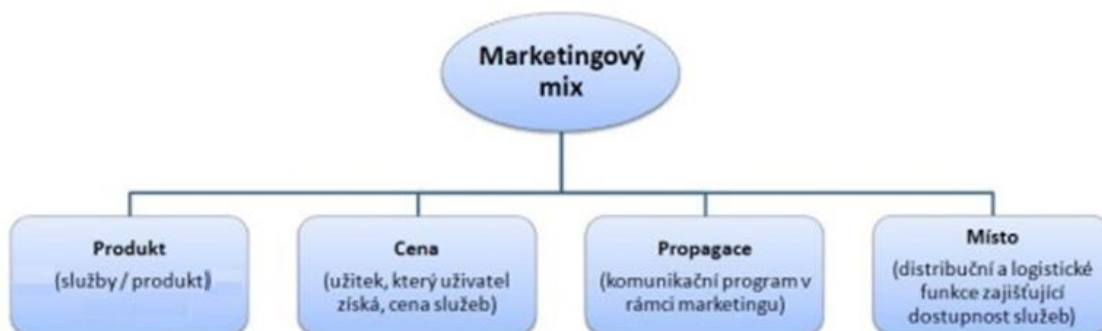 Marketingový
mix
Produkt
(služby / produkt)
Cena
(užitek, který uživatel
získá, cena služeb)
Propagace
(komunikační program v
rámci marketingu)
Místo
(distribuční a logistické
funkce zajišťující
dostupnost služeb)